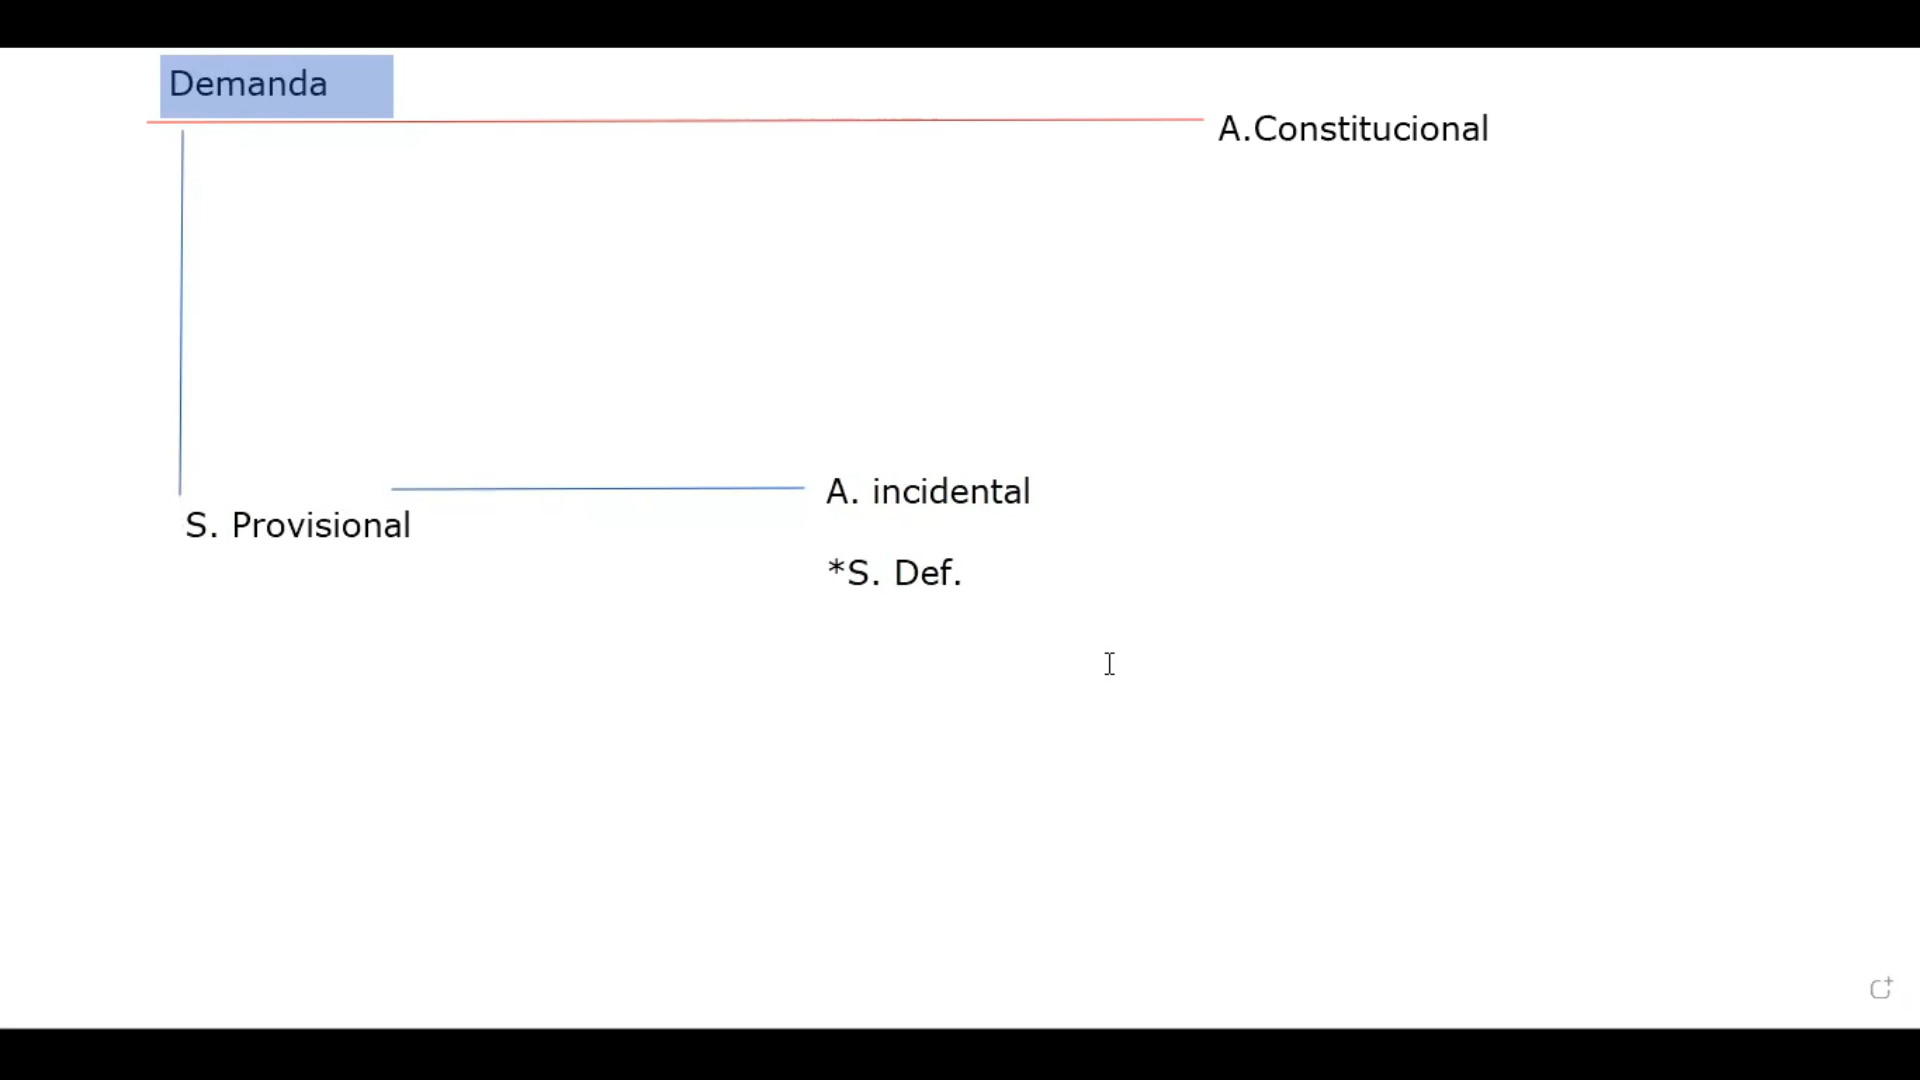 Demanda
A.Constitucional
A. incidental
S. Provisional
*S. Def.